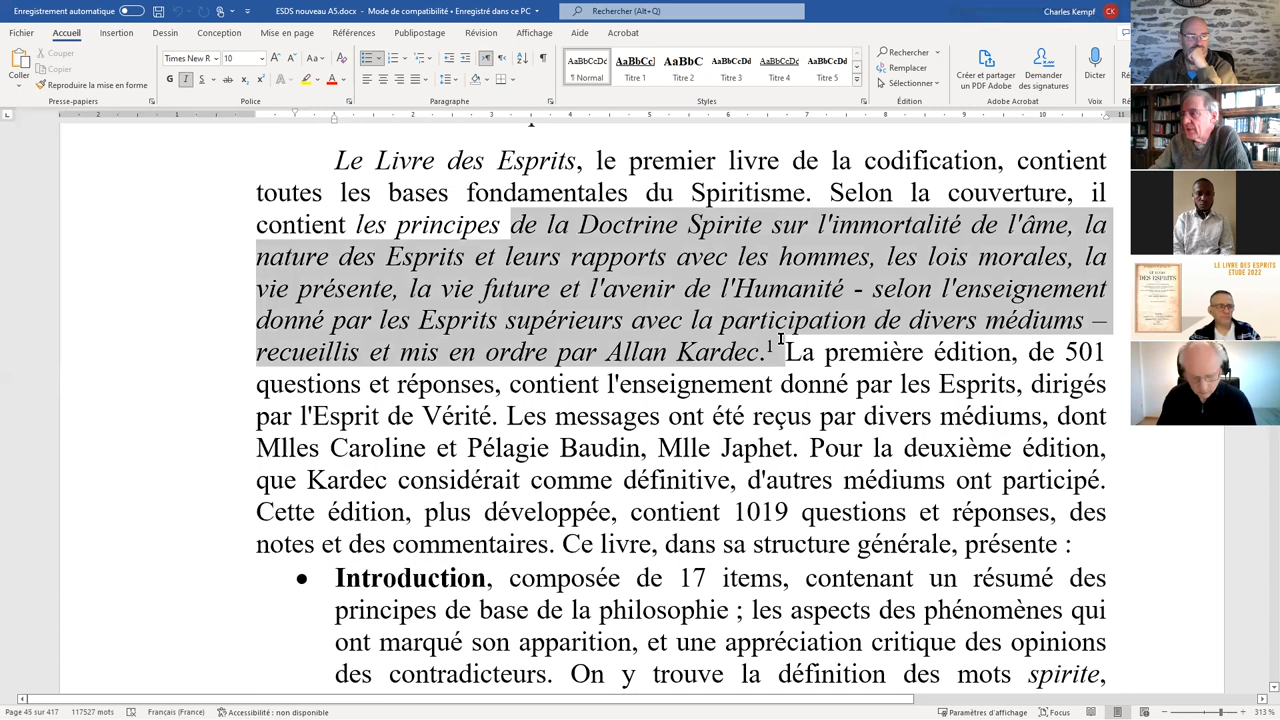 Enregistrement automatique
ESDS nouveau A5.docx - Mode de compatibilité • Enregistré dans ce PC
Rechercher (Alt+Q)
Charles Kempf
CK
Fichier Accueil Insertion Dessin Conception Mise en page Références Publipostage Révision Affichage Aide Acrobat
Coller
Couper
Copier
Reproduire la mise en forme
Presse-papiers
Times New R 10
Police
Paragraphe
AaBbCcDc AaBbCc AaBbC AaBbCcDc AaBbCcDc AaBbCcDc
¶ Normal Titre 1 Titre 2 Titre 3 Titre 4 Titre 5
Styles
Rechercher
Remplacer
Sélectionner
Édition
Créer et partager
un PDF Adobe
Demander
des signatures
Adobe Acrobat
Dicter
Le Livre des Esprits, le premier livre de la codification, contient
toutes les bases fondamentales du Spiritisme. Selon la couverture, il
contient les principes de la Doctrine Spirite sur l'immortalité de l'âme, la
nature des Esprits et leurs rapports avec les hommes, les lois morales, la
vie présente, la vie future et l'avenir de l'Humanité - selon l'enseignement
donné par les Esprits supérieurs avec la participation de divers médiums –
recueillis et mis en ordre par Allan Kardec.1 La première édition, de 501
questions et réponses, contient l'enseignement donné par les Esprits, dirigés
par l'Esprit de Vérité. Les messages ont été reçus par divers médiums, dont
Mlles Caroline et Pélagie Baudin, Mlle Japhet. Pour la deuxième édition,
que Kardec considérait comme définitive, d'autres médiums ont participé.
Cette édition, plus développée, contient 1019 questions et réponses, des
notes et des commentaires. Ce livre, dans sa structure générale, présente :
• Introduction, composée de 17 items, contenant un résumé des
principes de base de la philosophie ; les aspects des phénomènes qui
ont marqué son apparition, et une appréciation critique des opinions
des contradicteurs. On y trouve la définition des mots spirite,
LE LIVRE DES ESPRITS
ETUDE 2022
DES ESPRITS
Page 45 sur 417 117527 mots Français (France) Accessibilité : non disponible
Paramètres d'affichage Focus 313 %